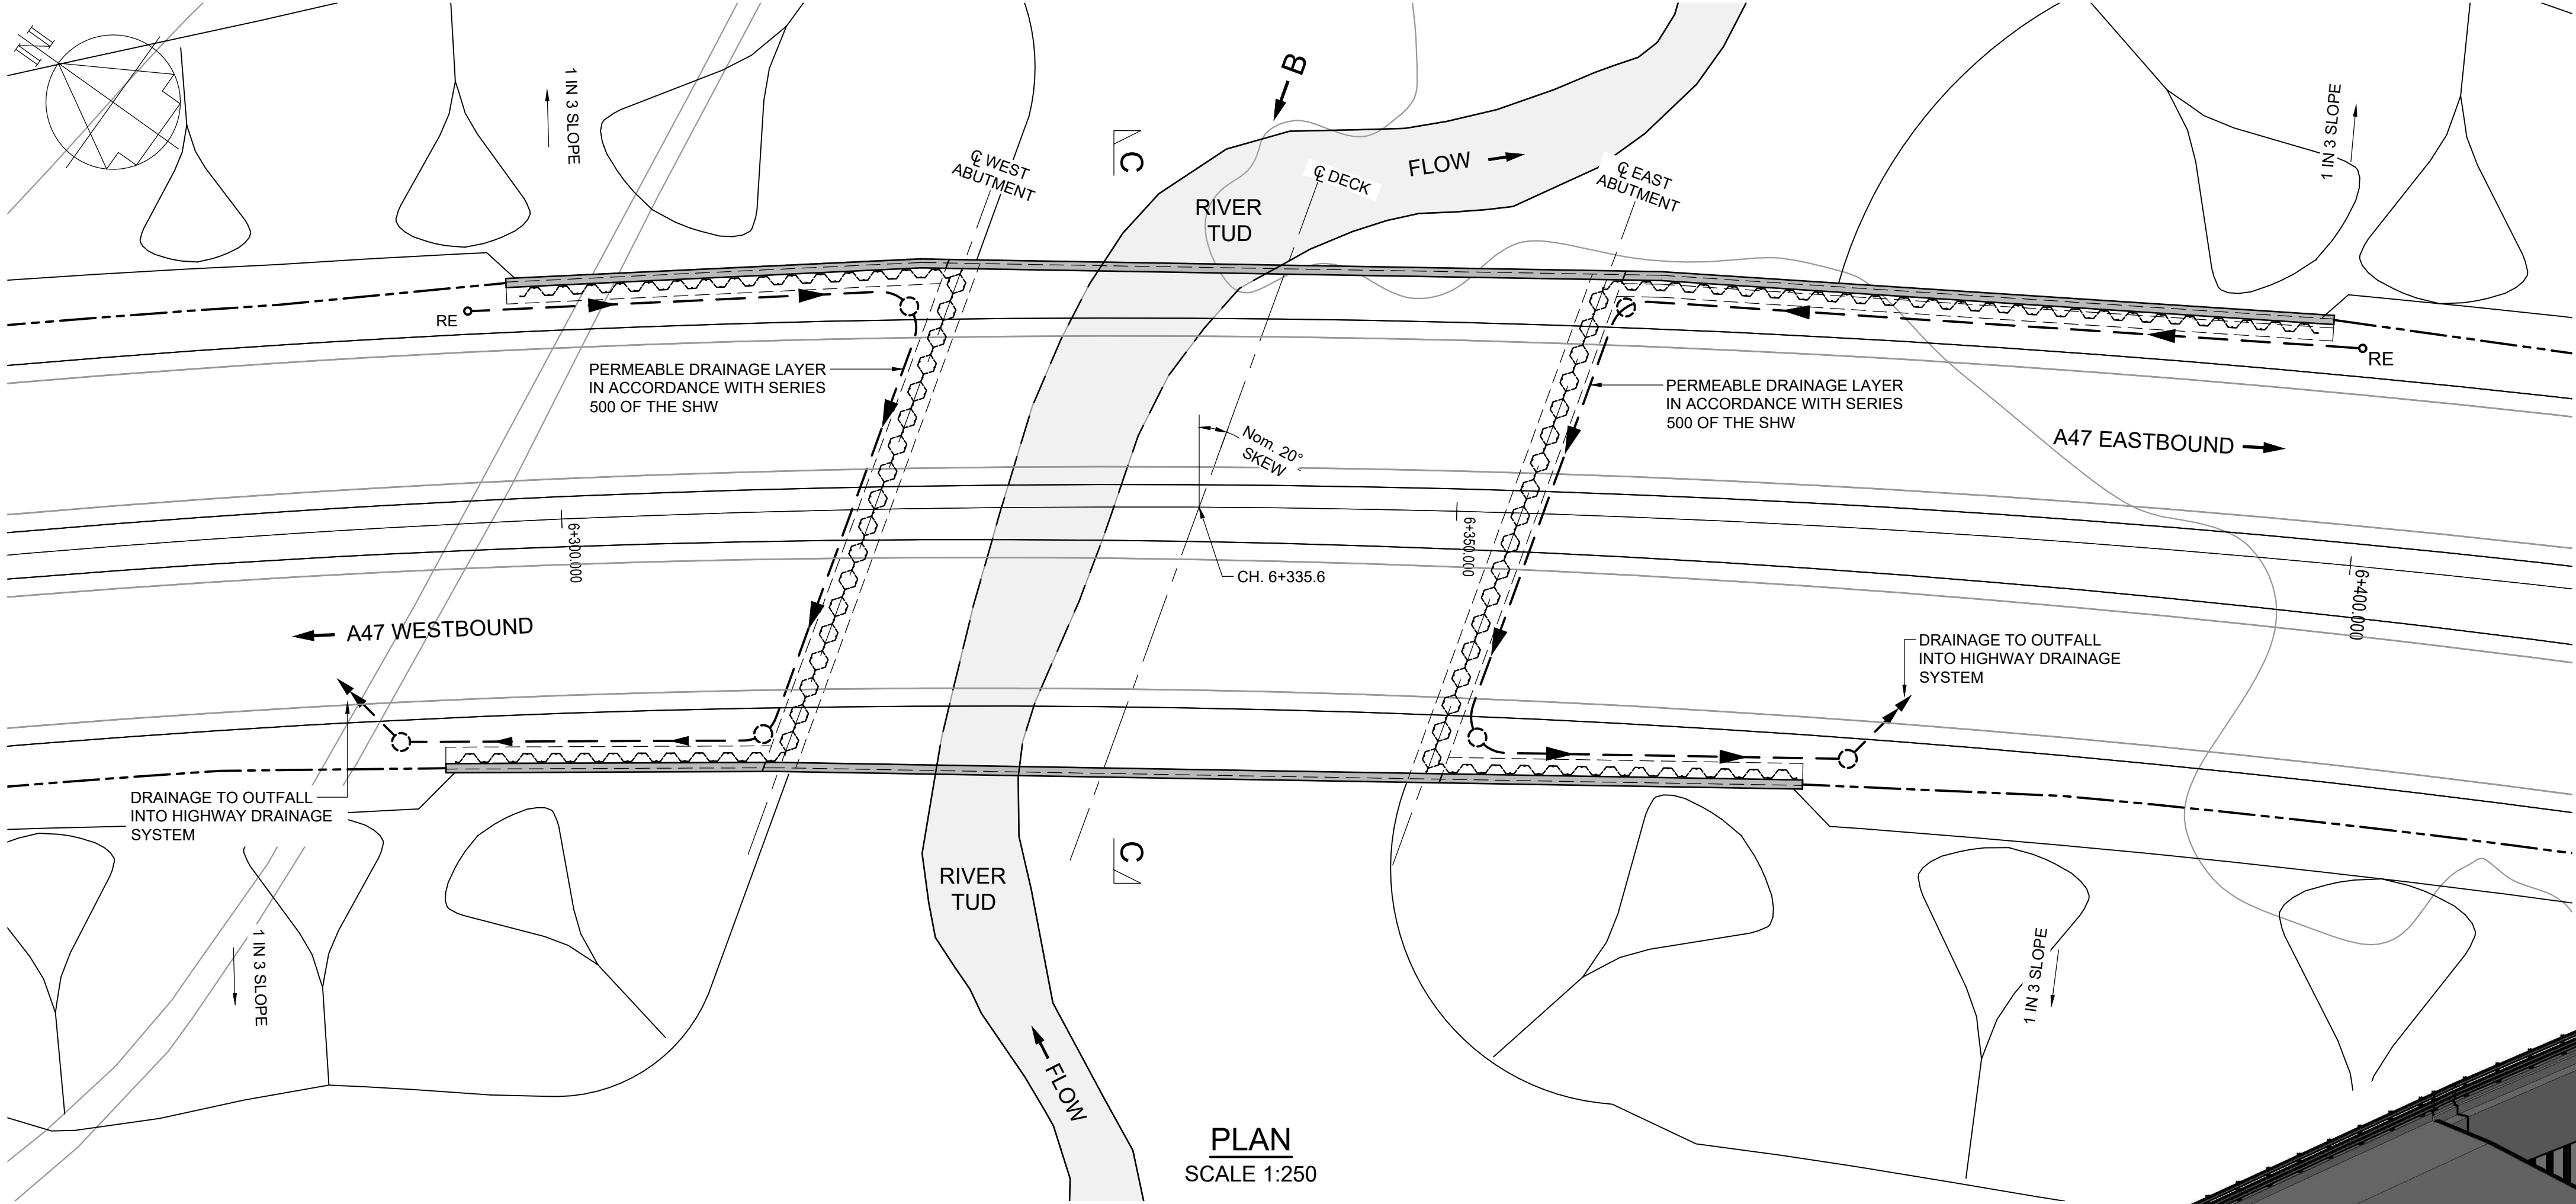 N
1 IN 3 SLOPE
B
C
℄ WEST
ABUTMENT
℄ DECK
FLOW
℄ EAST
ABUTMENT
1 IN 3 SLOPE
RIVER
TUD
RE
RE
PERMEABLE DRAINAGE LAYER
IN ACCORDANCE WITH SERIES
500 OF THE SHW
PERMEABLE DRAINAGE LAYER
IN ACCORDANCE WITH SERIES
500 OF THE SHW
Nom. 20°
SKEW
A47 EASTBOUND
6+300.000
6+350.000
6+400.000
CH. 6+335.6
A47 WESTBOUND
DRAINAGE TO OUTFALL
INTO HIGHWAY DRAINAGE
SYSTEM
DRAINAGE TO OUTFALL
INTO HIGHWAY DRAINAGE
SYSTEM
C
RIVER
TUD
1 IN 3 SLOPE
1 IN 3 SLOPE
FLOW
PLAN
SCALE 1:250